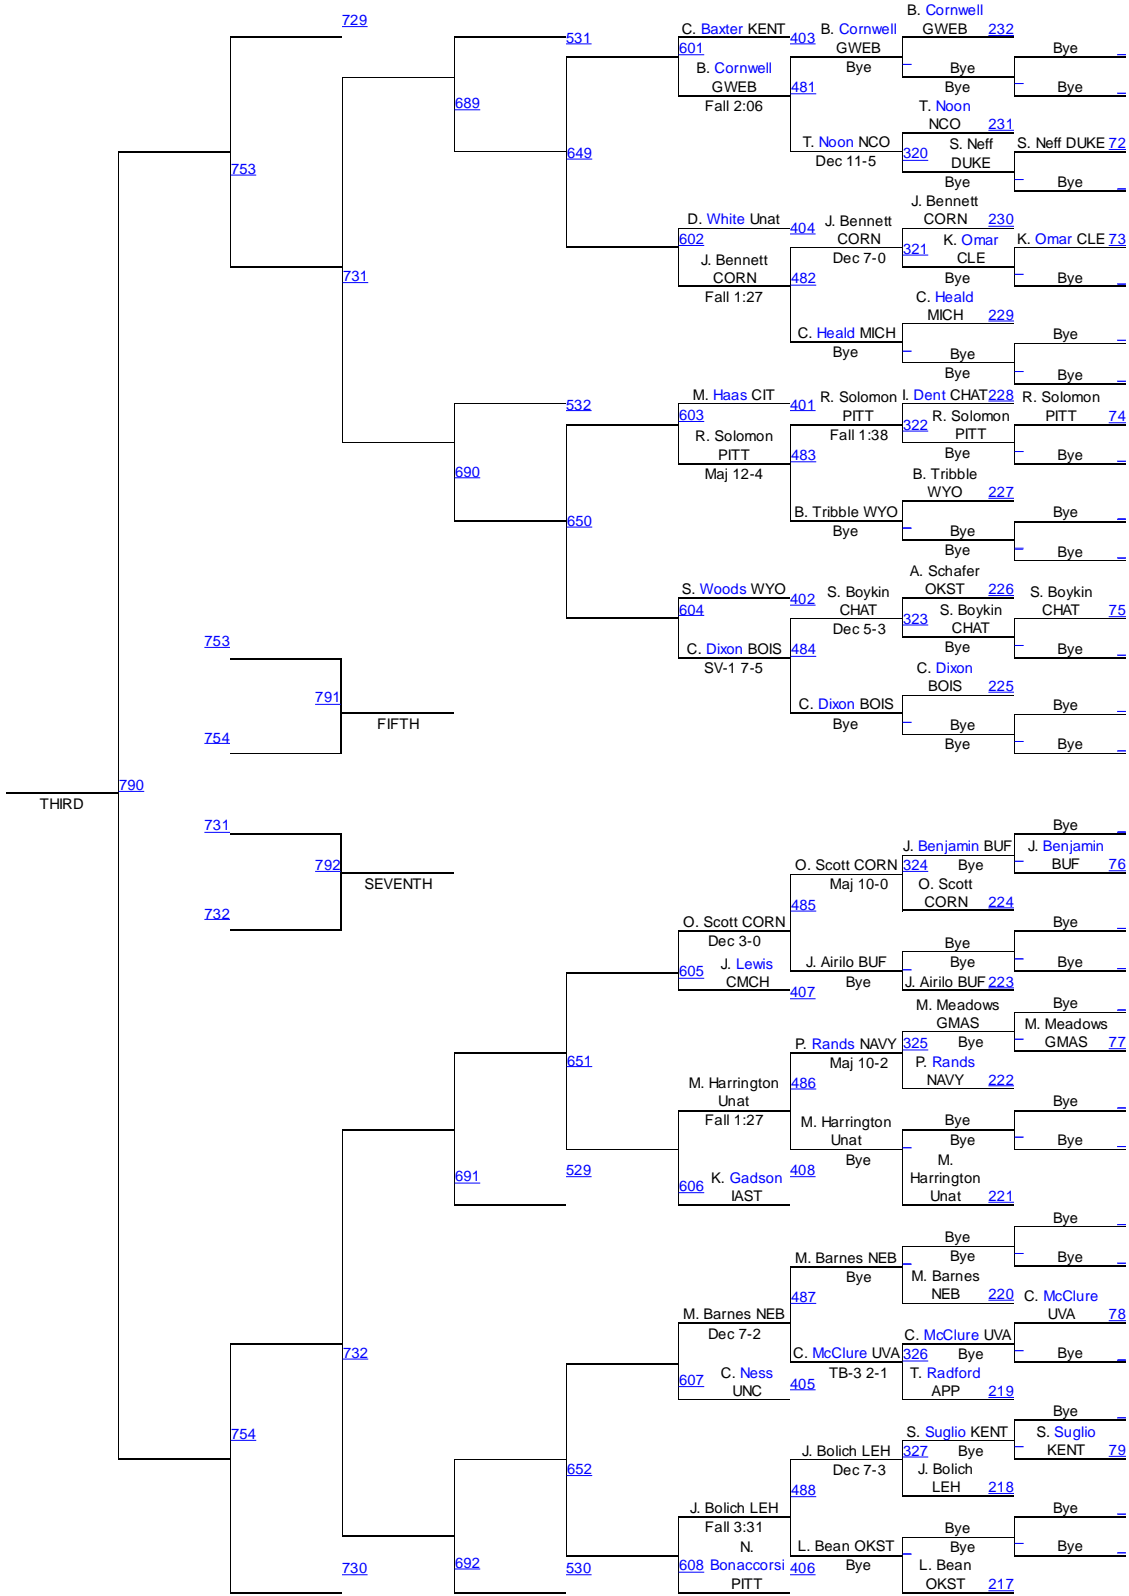 B. Cornwell
729
C. Baxter KENT 403 B. Cornwell GWEB 232
531
601 GWEB Bye
B. Cornwell Bye
689 GWEB 481 Bye Bye
Fall 2:06 T. Noon
NCO 231
649 T. Noon NCO 320 S. Neff S. Neff DUKE 72
753 Dec 11-5 DUKE
Bye Bye
J. Bennett
D. White Unat 404 J. Bennett CORN 230
602 CORN 321 K. Omar K. Omar CLE 73
J. Bennett Dec 7-0 CLE
731 CORN 482 Bye Bye
Fall 1:27 C. Heald
MICH 229
C. Heald MICH Bye
Bye Bye
Bye Bye
532 M. Haas CIT 401 R. Solomon I. Dent CHAT 228 R. Solomon
603 PITT 322 R. Solomon PITT 74
R. Solomon Fall 1:38 PITT
PITT 483 Bye Bye
690 Maj 12-4 B. Tribble
WYO 227
650 B. Tribble WYO Bye
Bye Bye
Bye Bye
A. Schafer
S. Woods WYO 402 S. Boykin OKST 226 S. Boykin
604 CHAT 323 S. Boykin CHAT 75
Dec 5-3 CHAT
753 C. Dixon BOIS 484 Bye Bye
SV-1 7-5 C. Dixon
BOIS 225
791 C. Dixon BOIS Bye
FIFTH Bye Bye
754 Bye Bye
790
THIRD
731 Bye
J. Benjamin BUF J. Benjamin
792 O. Scott CORN 324 Bye BUF 76
SEVENTH Maj 10-0 O. Scott
485 CORN 224
732 O. Scott CORN Bye
Dec 3-0 Bye
605 J. Lewis J. Airilo BUF Bye Bye
CMCH 407 Bye J. Airilo BUF 223
M. Meadows Bye
GMAS M. Meadows
P. Rands NAVY 325 Bye GMAS 77
651 Maj 10-2 P. Rands
M. Harrington 486 NAVY 222
Unat Bye
Fall 1:27 M. Harrington Bye
Unat Bye Bye
691 529 Bye M.
606 K. Gadson 408 Harrington
IAST Unat 221
Bye
Bye
M. Barnes NEB Bye Bye
Bye M. Barnes
487 NEB 220 C. McClure
M. Barnes NEB UVA 78
Dec 7-2 C. McClure UVA
732 C. McClure UVA 326 Bye Bye
607 C. Ness 405 TB-3 2-1 T. Radford
UNC APP 219
Bye
754 S. Suglio KENT S. Suglio
J. Bolich LEH 327 Bye KENT 79
652 Dec 7-3 J. Bolich
488 LEH 218
J. Bolich LEH Bye
Fall 3:31 Bye
N. L. Bean OKST Bye Bye
730 692 530 608 Bonaccorsi 406 Bye L. Bean
PITT OKST 217